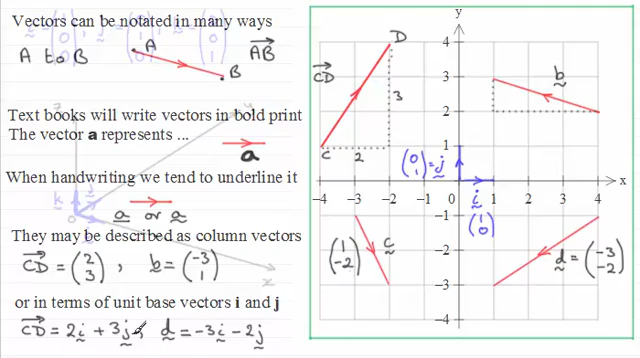 Vectors can be notated in many ways
A to B A B AB
Text books will write vectors in bold print
The vector a represents ...
a
When handwriting we tend to underline it
a or a
They may be described as column vectors
CD = (2 3) , b = (-3 1)
or in terms of unit base vectors i and j
CD = 2i + 3j , d = -3i - 2j
y
D
CD
4 4
3 b
3
2
C 2 1 (0 1) = j
x
-4 -3 -2 -1 0 1 2 3 4
i
(1 0)
-1
(1 -2) c -2 d = (-3 -2)
-3
-4